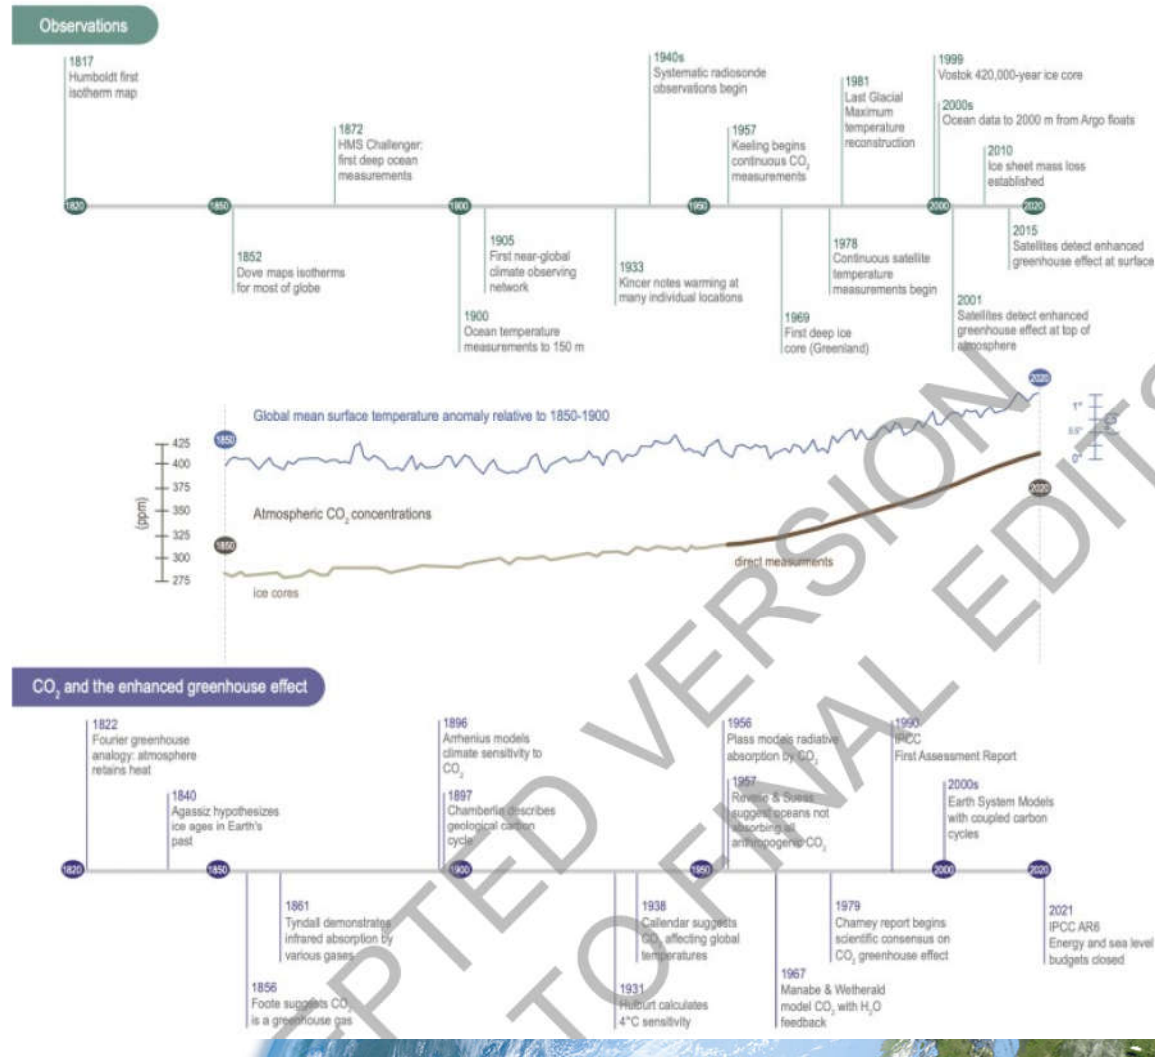 Observations
1817
Humboldt first
isotherm map
1872
HMS Challenger:
first deep ocean
measurements
1940s
Systematic radiosonde
observations begin
1957
Keeling begins
continuous CO₂
measurements
1981
Last Glacial
Maximum
temperature
reconstruction
1999
Vostok 420,000-year ice core
2000s
Ocean data to 2000 m from Argo floats
2010
Ice sheet mass loss
established
1820
1850
1900
1950
2000
2020
1852
Dove maps isotherms
for most of globe
1905
First near-global
climate observing
network
1900
Ocean temperature
measurements to 150 m
1933
Kincer notes warming at
many individual locations
1969
First deep ice
core (Greenland)
1978
Continuous satellite
temperature
measurements begin
2001
Satellites detect enhanced
greenhouse effect at top of
atmosphere
2015
Satellites detect enhanced
greenhouse effect at surface
2020
Global mean surface temperature anomaly relative to 1850-1900
1850
1°
0.5°
0°
(°C)
425
400
375
350
325
300
275
(ppm)
Atmospheric CO₂ concentrations
2020
1850
direct measurments
ice cores
CO₂ and the enhanced greenhouse effect
1822
Fourier greenhouse
analogy: atmosphere
retains heat
1840
Agassiz hypothesizes
ice ages in Earth's
past
1896
Arrhenius models
climate sensitivity to
CO₂
1897
Chamberlin describes
geological carbon
cycle
1956
Plass models radiative
absorption by CO₂
1957
Revelle & Suess
suggest oceans not
absorbing all
anthropogenic CO₂
1990
IPCC
First Assessment Report
2000s
Earth System Models
with coupled carbon
cycles
1820
1850
1900
1950
2000
2020
1861
Tyndall demonstrates
infrared absorption by
various gases
1856
Foote suggests CO₂
is a greenhouse gas
1938
Callendar suggests
CO₂ affecting global
temperatures
1931
Hulburt calculates
4°C sensitivity
1979
Charney report begins
scientific consensus on
CO₂ greenhouse effect
1967
Manabe & Wetherald
model CO₂ with H₂O
feedback
2021
IPCC AR6
Energy and sea level
budgets closed
EPTED VERSION
TO FINAL EDITS